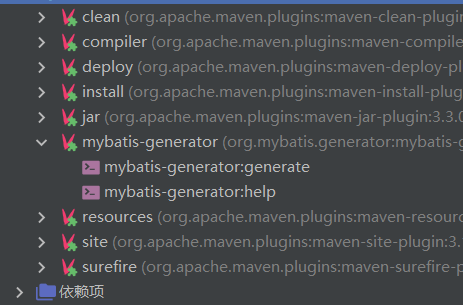 clean (org.apache.maven.plugins:maven-clean-plugin
compiler (org.apache.maven.plugins:maven-compile
deploy (org.apache.maven.plugins:maven-deploy-pl
install (org.apache.maven.plugins:maven-install-plug
jar (org.apache.maven.plugins:maven-jar-plugin:3.3.0
mybatis-generator (org.mybatis.generator:mybatis-g
mybatis-generator:generate
mybatis-generator:help
resources (org.apache.maven.plugins:maven-resourc
site (org.apache.maven.plugins:maven-site-plugin:3.
surefire (org.apache.maven.plugins:maven-surefire-p
依赖项